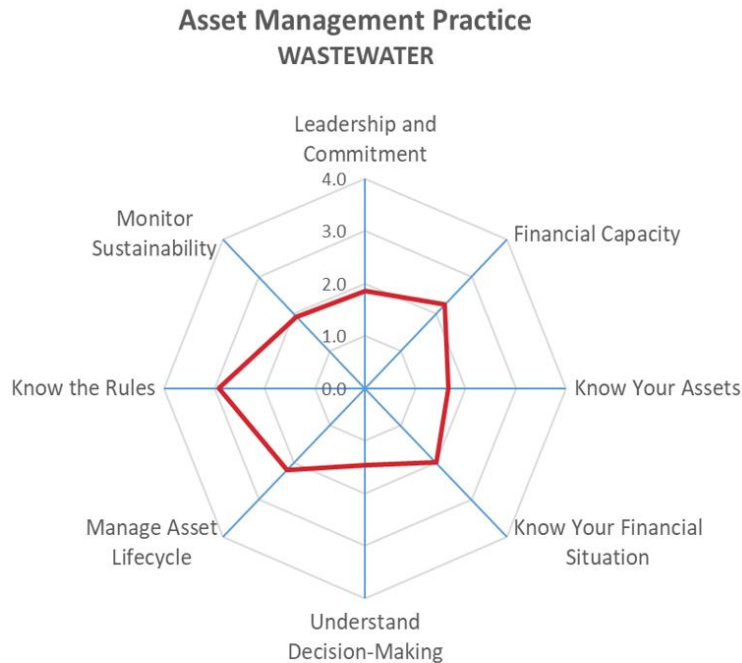 Asset Management Practice
WASTEWATER
Leadership and
Commitment
4.0
Monitor
Sustainability
Financial Capacity
3.0
2.0
1.0
Know the Rules
0.0
Know Your Assets
Manage Asset
Lifecycle
Know Your Financial
Situation
Understand
Decision-Making